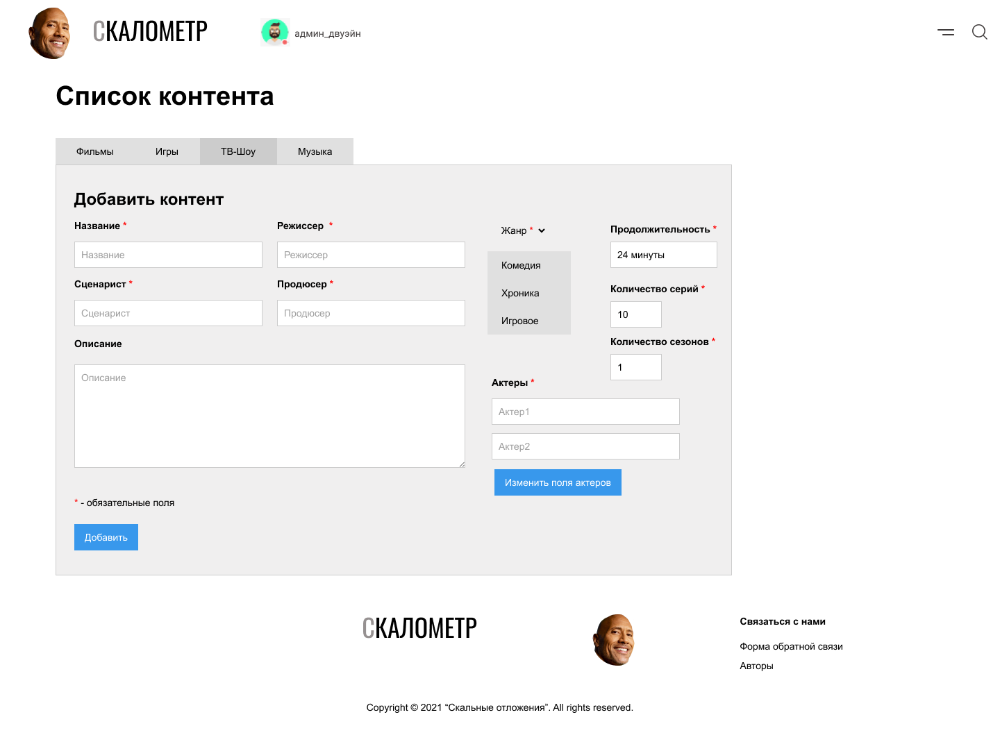 СКАЛОМЕТР
админ_двуэйн
Список контента
Фильмы
Игры
ТВ-Шоу
Музыка
Добавить контент
Название *
Режиссер *
Жанр *
Продолжительность *
Название
Режиссер
24 минуты
Комедия
Сценарист *
Продюсер *
Количество серий *
Хроника
Сценарист
Продюсер
10
Игровое
Описание
Количество сезонов *
1
Описание
Актеры *
Актер1
Актер2
Изменить поля актеров
* - обязательные поля
Добавить
СКАЛОМЕТР
Связаться с нами
Форма обратной связи
Авторы
Copyright © 2021 “Скальные отложения”. All rights reserved.